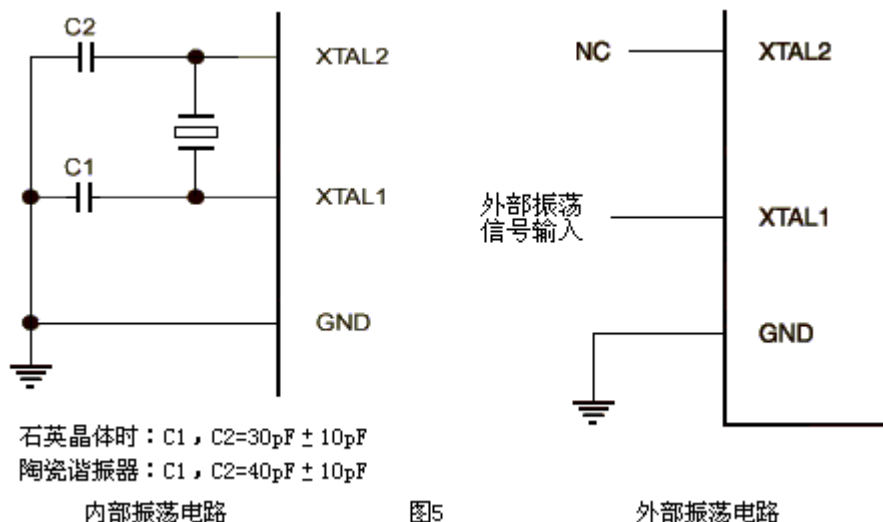 C2
XTAL2
C1
XTAL1
GND
石英晶体时：C1，C2=30pF±10pF
陶瓷谐振器：C1，C2=40pF±10pF
内部振荡电路
NC
XTAL2
外部振荡
信号输入
XTAL1
GND
图5
外部振荡电路